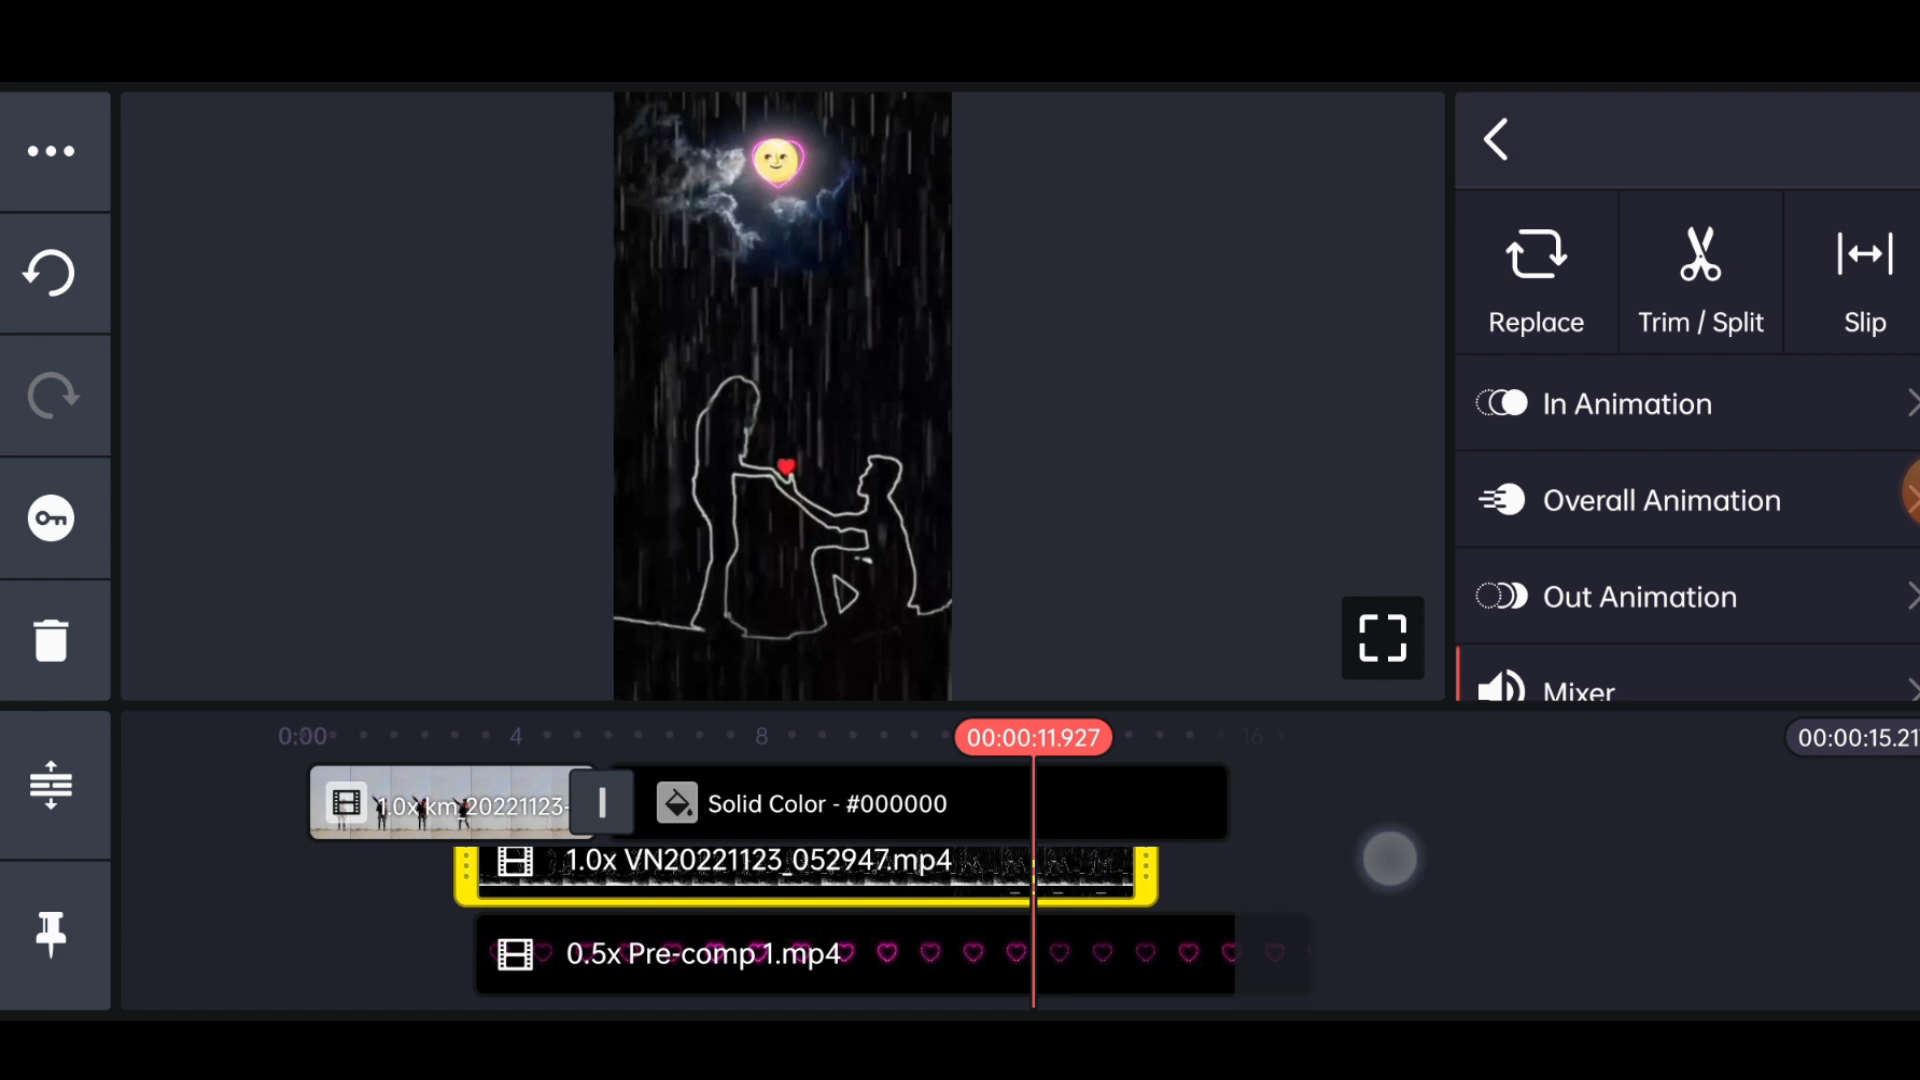 Replace
Trim / Split
Slip
In Animation
Overall Animation
Out Animation
Mixer
0:00
4
8
00:00:11.927
16
00:00:15.21
1.0x km_20221123-
Solid Color - #000000
1.0x VN20221123_052947.mp4
0.5x Pre-comp 1.mp4